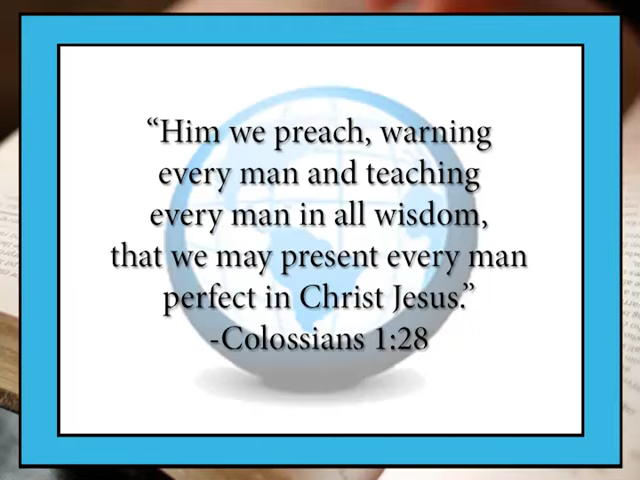 “Him we preach, warning
every man and teaching
every man in all wisdom,
that we may present every man
perfect in Christ Jesus.”
-Colossians 1:28